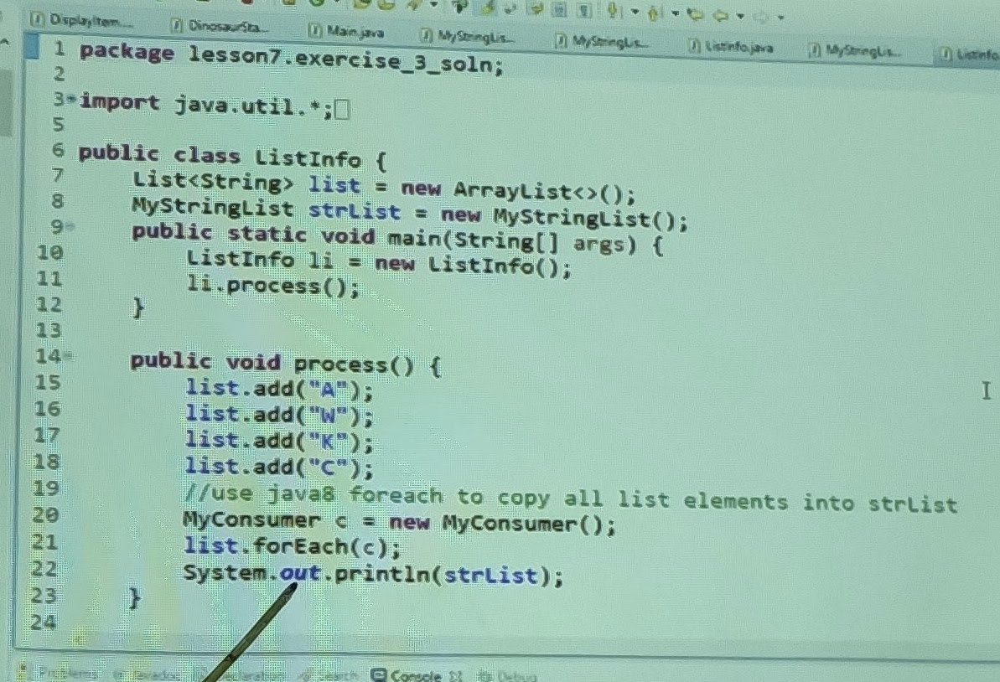 DisplayItem... DinosaurSta... Main.java MyStringLis... MyStringLis... ListInfo.java MyStringLis... ListInfo
1 package lesson7.exercise_3_soln;
2
3 import java.util.*;
5
6 public class ListInfo {
7 List<String> list = new ArrayList<>();
8 MyStringList strList = new MyStringList();
9 public static void main(String[] args) {
10 ListInfo li = new ListInfo();
11 li.process();
12 }
13
14 public void process() {
15 list.add("A");
16 list.add("W");
17 list.add("K");
18 list.add("C");
19 //use java8 foreach to copy all list elements into strList
20 MyConsumer c = new MyConsumer();
21 list.forEach(c);
22 System.out.println(strList);
23 }
24
Problems Javadoc Declaration Search Console Debug